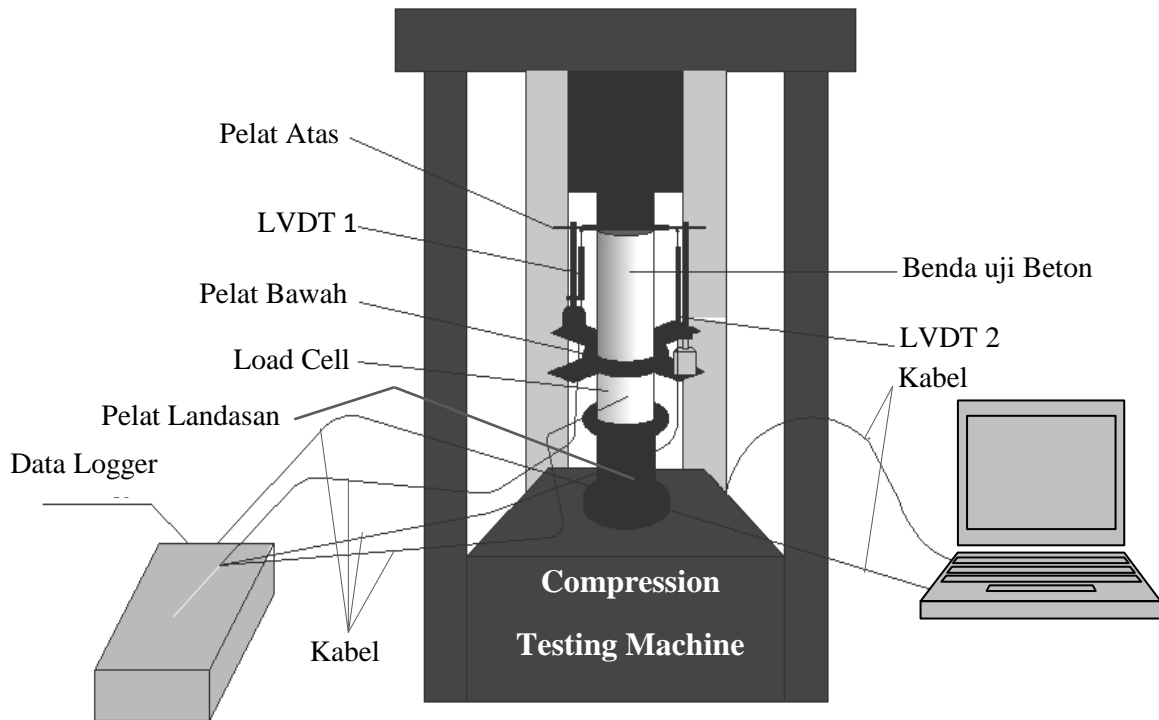 Pelat Atas
LVDT 1
Pelat Bawah
Load Cell
Pelat Landasan
Data Logger
Kabel
Benda uji Beton
LVDT 2
Kabel
Compression
Testing Machine